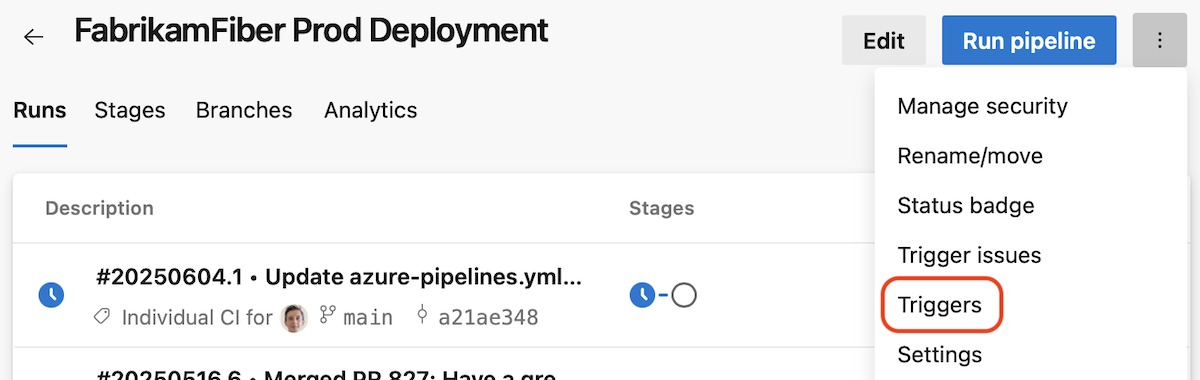 FabrikamFiber Prod Deployment
Edit
Run pipeline
Runs Stages Branches Analytics
Manage security
Rename/move
Status badge
Trigger issues
Triggers
Settings
Description Stages
#20250604.1 • Update azure-pipelines.yml...
Individual CI for main a21ae348
#20250516.6 • Merged PR 827: Have a gre